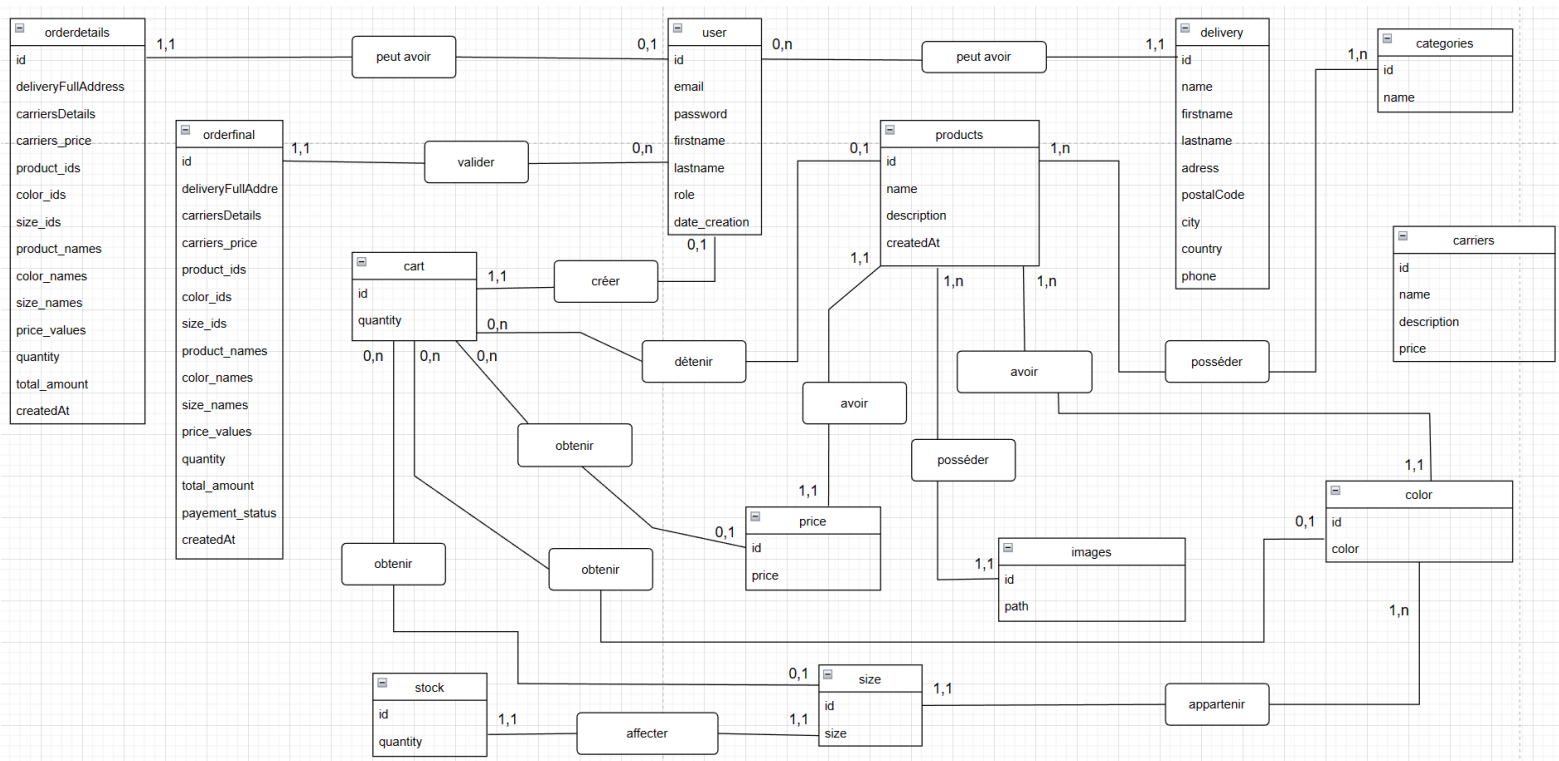 orderdetails
id
deliveryFullAddress
carriersDetails
carriers_price
product_ids
color_ids
size_ids
product_names
color_names
size_names
price_values
quantity
total_amount
createdAt
1,1
peut avoir
0,1
user
id
email
password
firstname
lastname
role
date_creation
0,n
peut avoir
1,1
delivery
id
name
firstname
lastname
adress
postalCode
city
country
phone
categories
id
name
1,n
orderfinal
id
deliveryFullAddre
carriersDetails
carriers_price
product_ids
color_ids
size_ids
product_names
color_names
size_names
price_values
quantity
total_amount
payement_status
createdAt
1,1
valider
0,n
products
id
name
description
createdAt
0,1
1,n
1,1
1,n
1,n
carriers
id
name
description
price
cart
id
quantity
1,1
créer
0,1
0,n
détenir
posséder
avoir
avoir
0,n
0,n
0,n
obtenir
posséder
1,1
1,1
price
id
price
0,1
color
id
color
0,1
1,n
images
id
path
1,1
obtenir
obtenir
stock
id
quantity
1,1
affecter
1,1
0,1
size
id
size
1,1
appartenir